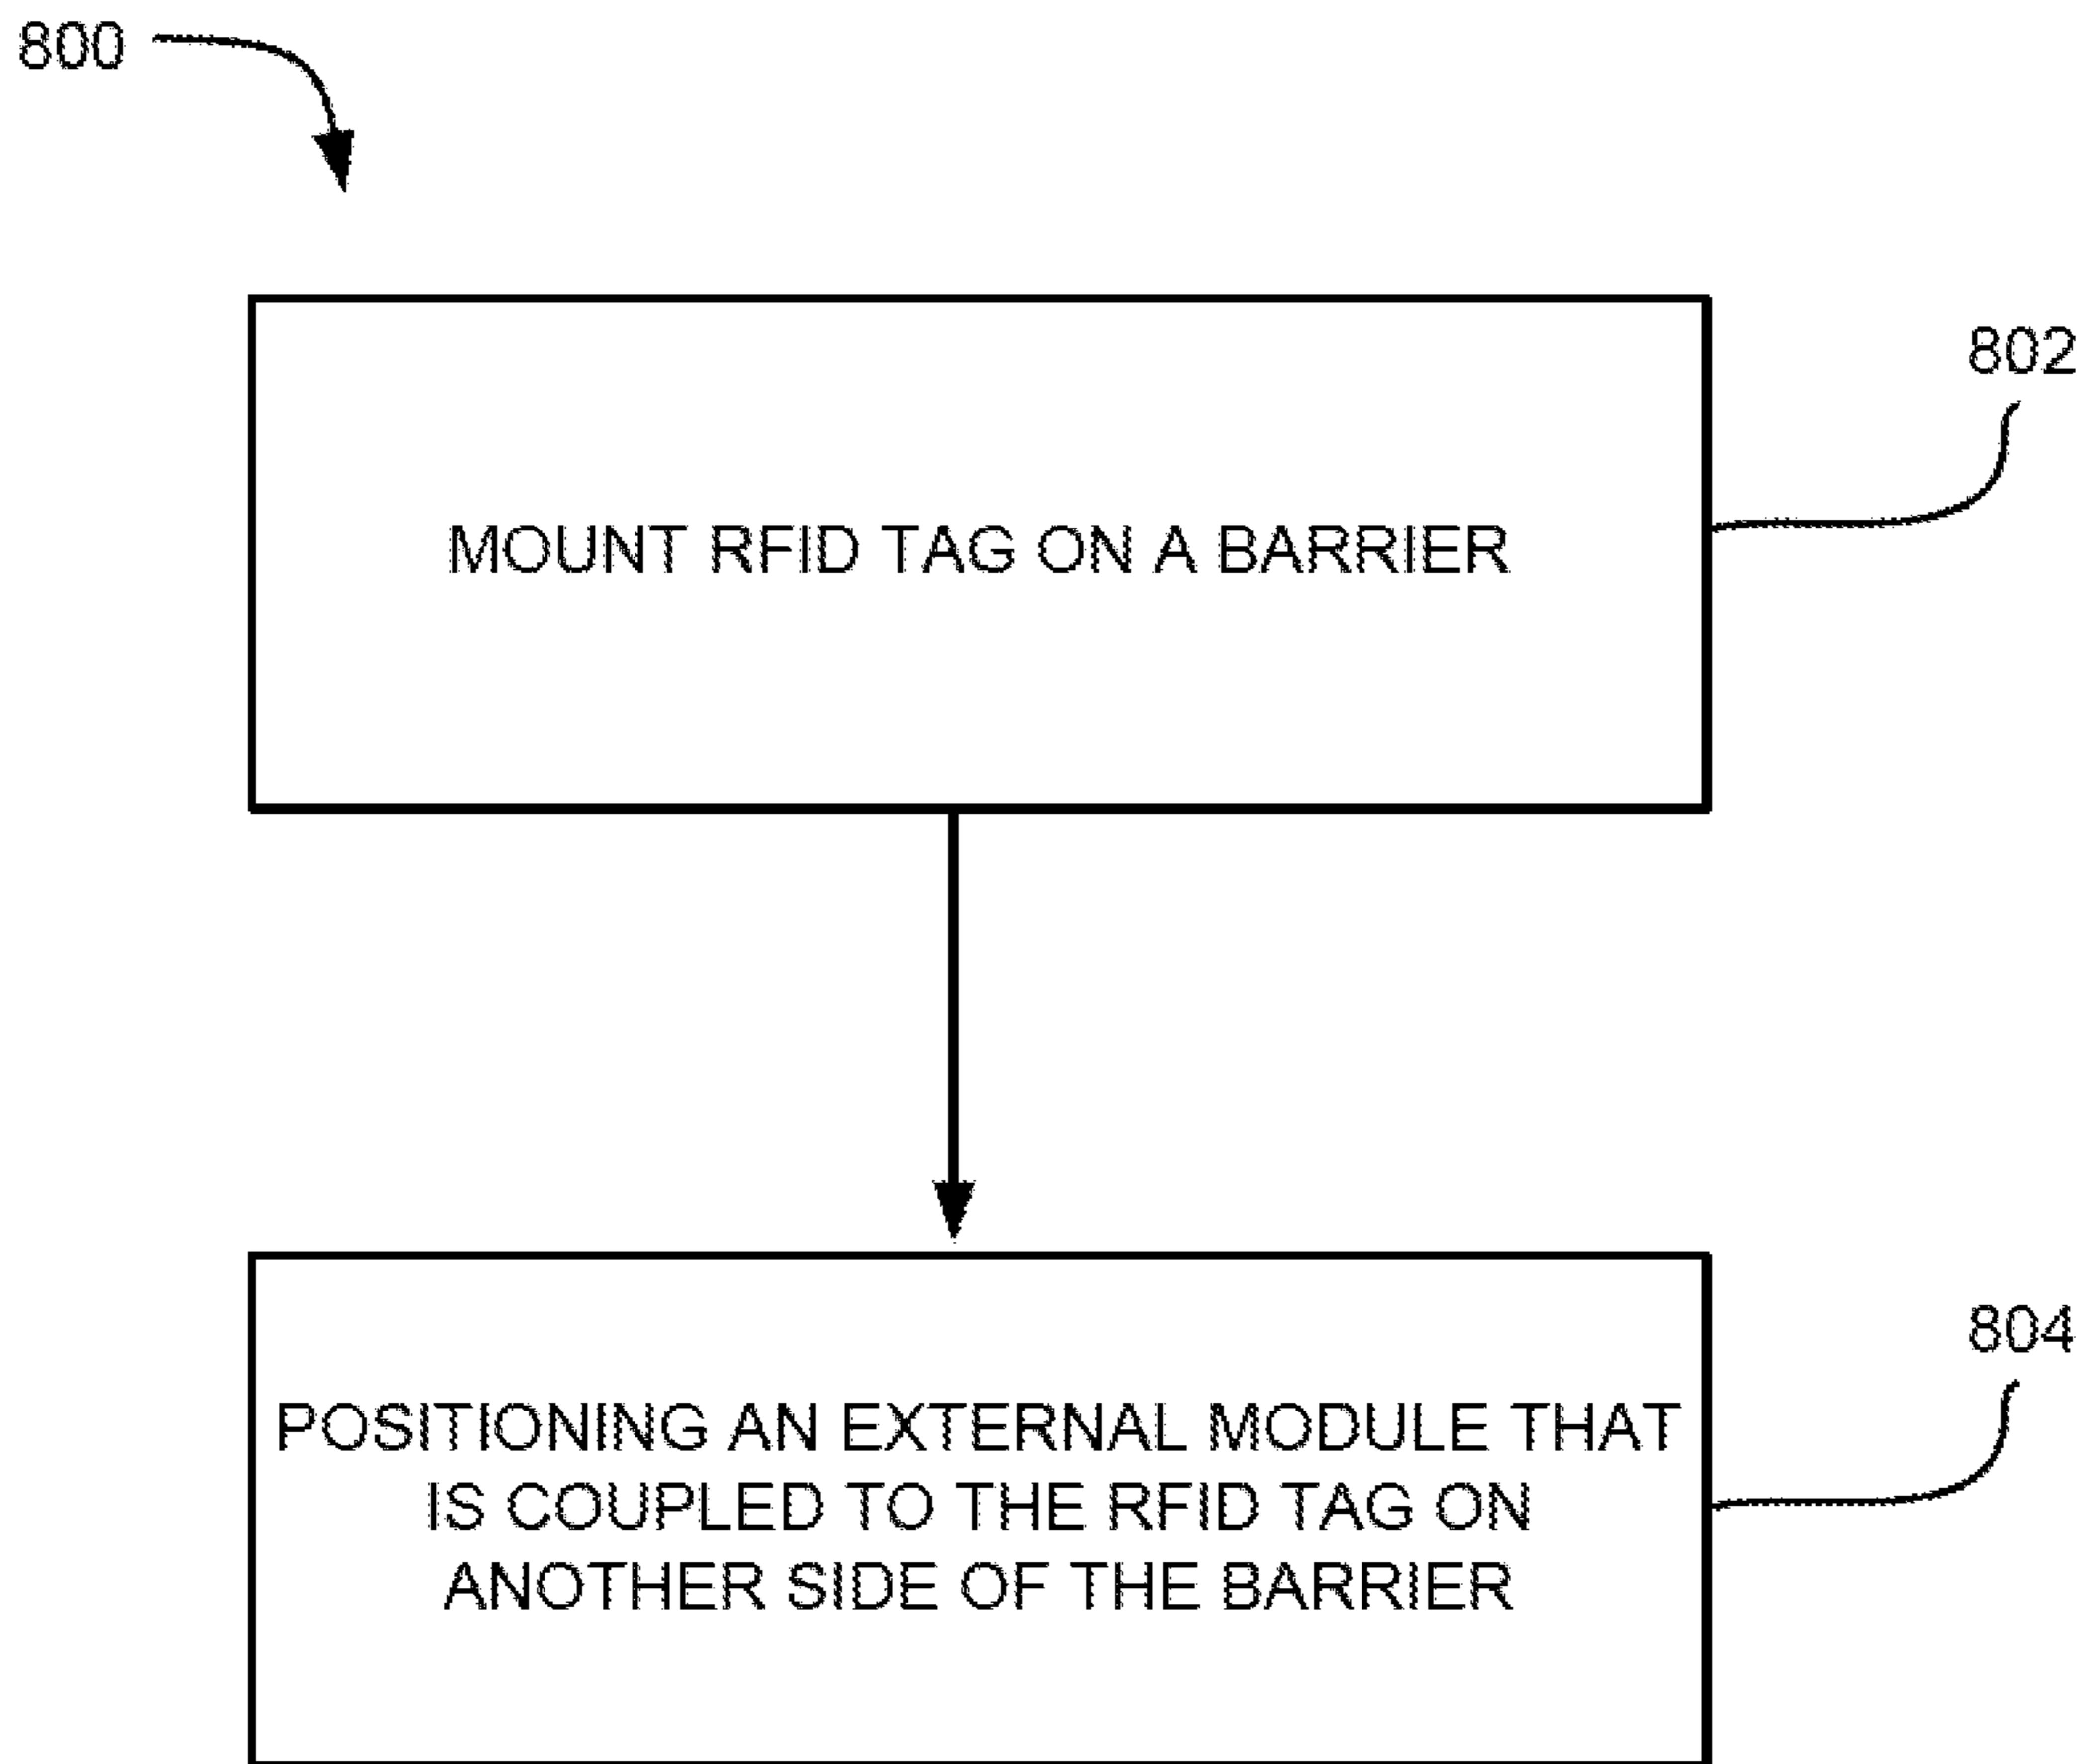 800
802
MOUNT RFID TAG ON A BARRIER
804
POSITIONING AN EXTERNAL MODULE THAT
IS COUPLED TO THE RFID TAG ON
ANOTHER SIDE OF THE BARRIER